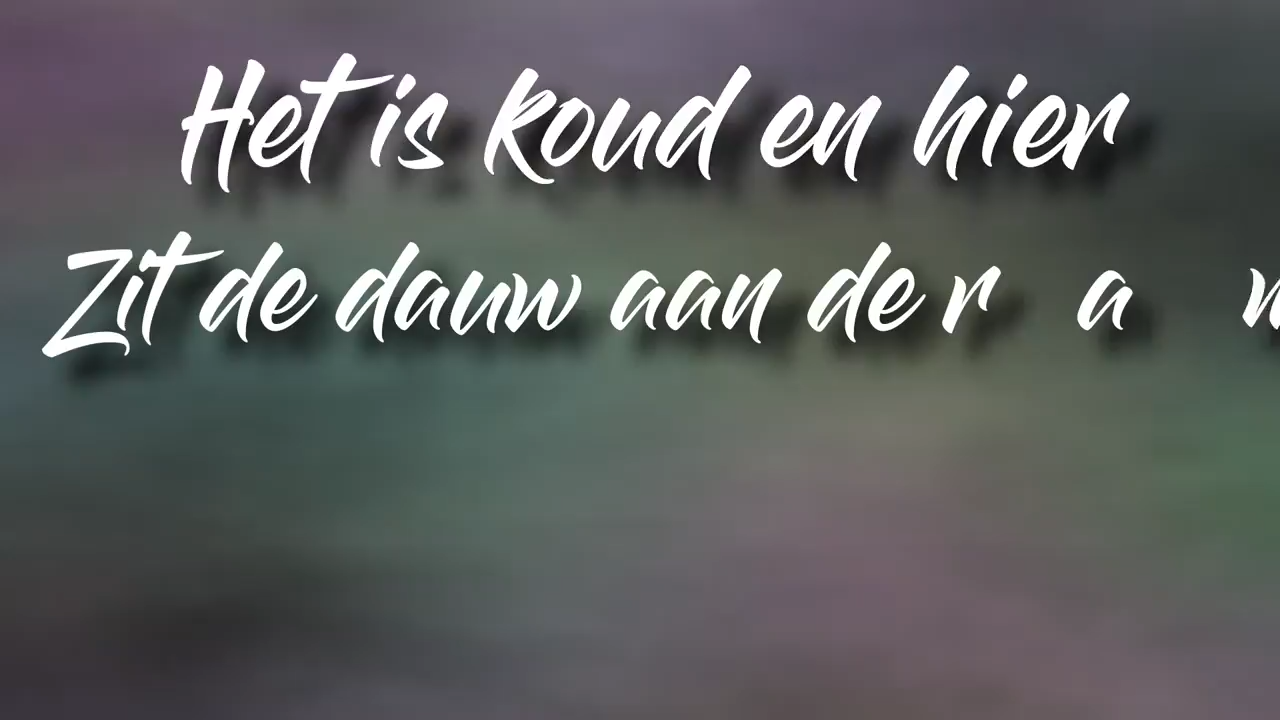 Het is koud en hier
Zit de dauw aan de r a